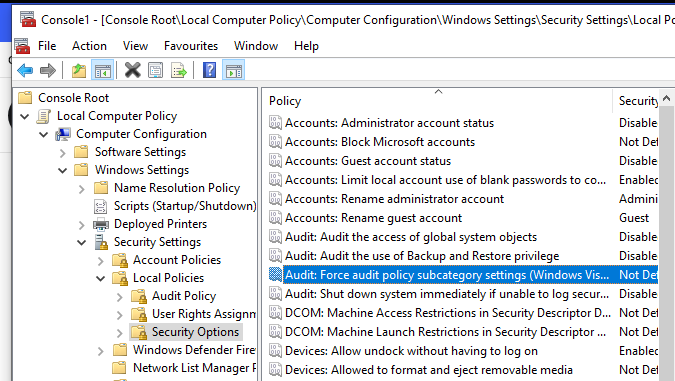 Console1 - [Console Root\Local Computer Policy\Computer Configuration\Windows Settings\Security Settings\Local Po
File Action View Favourites Window Help
Console Root
Local Computer Policy
Computer Configuration
Software Settings
Windows Settings
Name Resolution Policy
Scripts (Startup/Shutdown)
Deployed Printers
Security Settings
Account Policies
Local Policies
Audit Policy
User Rights Assignm
Security Options
Windows Defender Fire
Network List Manager P
Policy Security
Accounts: Administrator account status Disable
Accounts: Block Microsoft accounts Not Def
Accounts: Guest account status Disable
Accounts: Limit local account use of blank passwords to co... Enabled
Accounts: Rename administrator account Admini
Accounts: Rename guest account Guest
Audit: Audit the access of global system objects Disable
Audit: Audit the use of Backup and Restore privilege Disable
Audit: Force audit policy subcategory settings (Windows Vis... Not Def
Audit: Shut down system immediately if unable to log secur... Disable
DCOM: Machine Access Restrictions in Security Descriptor D... Not Def
DCOM: Machine Launch Restrictions in Security Descriptor ... Not Def
Devices: Allow undock without having to log on Enabled
Devices: Allowed to format and eject removable media Not Def